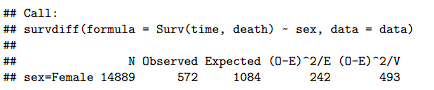 ## Call:
## survdiff(formula = Surv(time, death) ~ sex, data = data)
##
##             N Observed Expected (O-E)^2/E (O-E)^2/V
## sex=Female 14889      572     1084       242       493